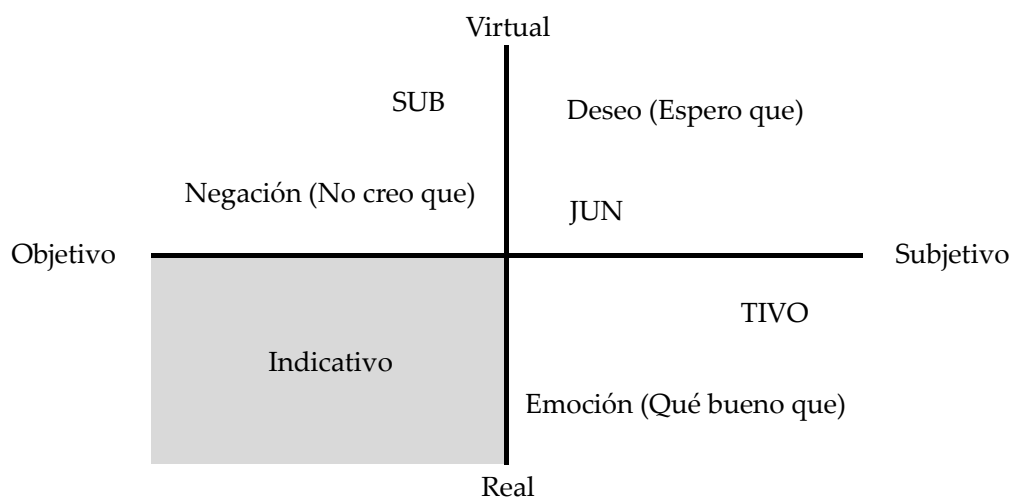 Virtual
SUB
Deseo (Espero que)
Negación (No creo que)
JUN
Objetivo
Subjetivo
TIVO
Indicativo
Emoción (Qué bueno que)
Real